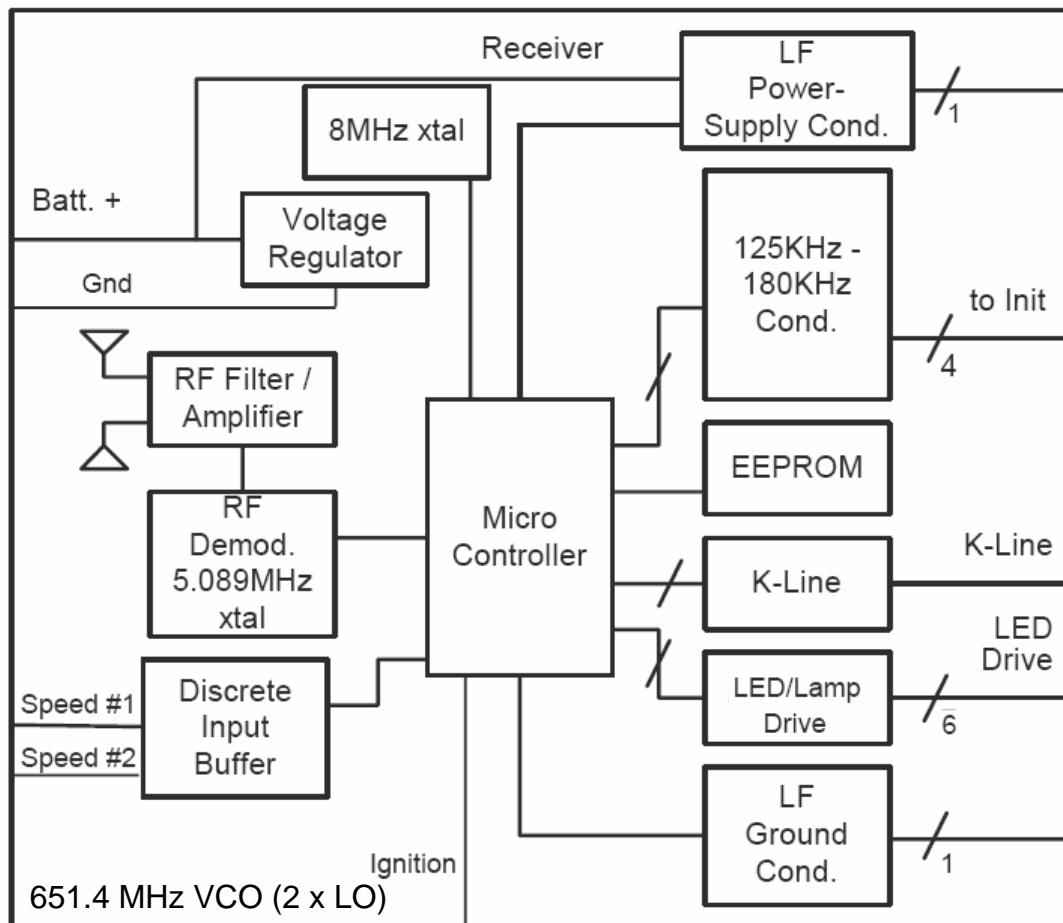 Receiver
LF
Power-
Supply Cond.
1
8MHz xtal
Batt. +
Voltage
Regulator
Gnd
125KHz -
180KHz
Cond.
to Init
4
RF Filter /
Amplifier
EEPROM
RF
Demod.
5.089MHz
xtal
Micro
Controller
K-Line
K-Line
LED
Drive
LED/Lamp
Drive
6
Speed #1
Speed #2
Discrete
Input
Buffer
LF
Ground
Cond.
1
Ignition
651.4 MHz VCO (2 x LO)